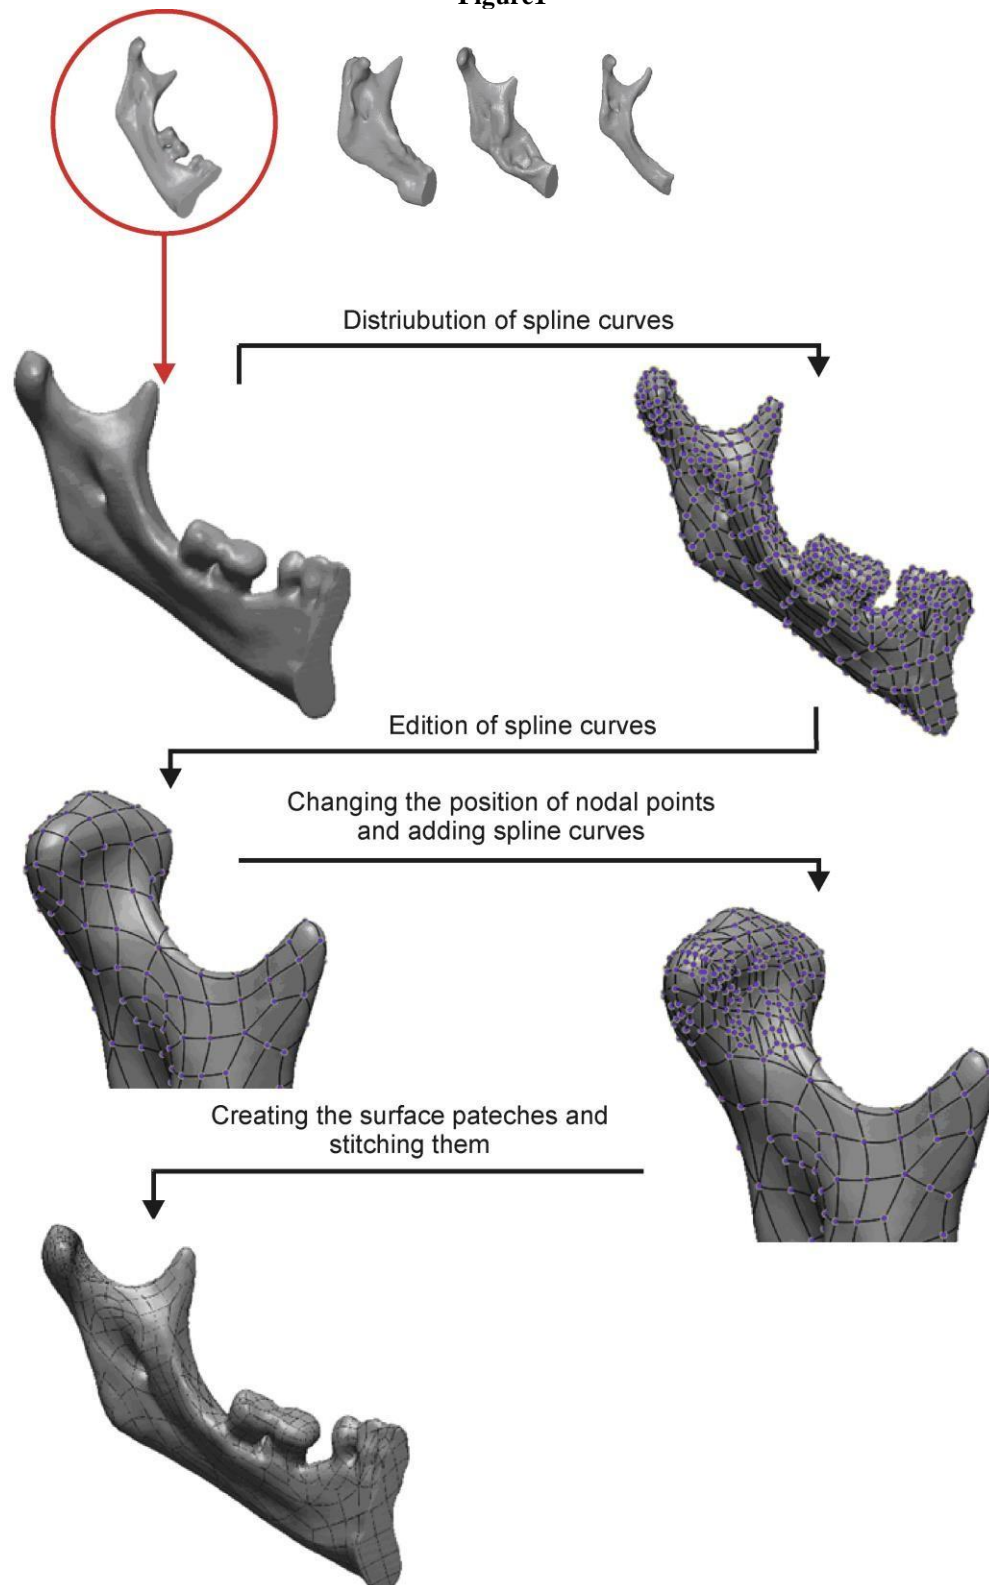 Figure1
Distriubution of spline curves
Edition of spline curves
Changing the position of nodal points
and adding spline curves
Creating the surface pateches and
stitching them